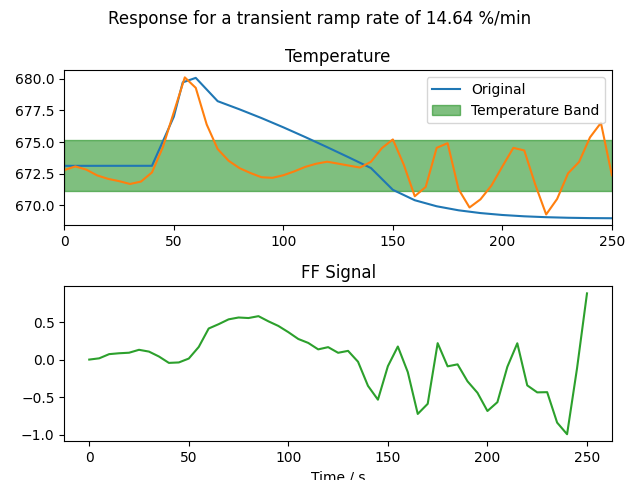 Response for a transient ramp rate of 14.64 %/min
Temperature
680.0
677.5
675.0
672.5
670.0
Original
Temperature Band
0 50 100 150 200 250
FF Signal
0.5
0.0
−0.5
−1.0
0 50 100 150 200 250
Time / s